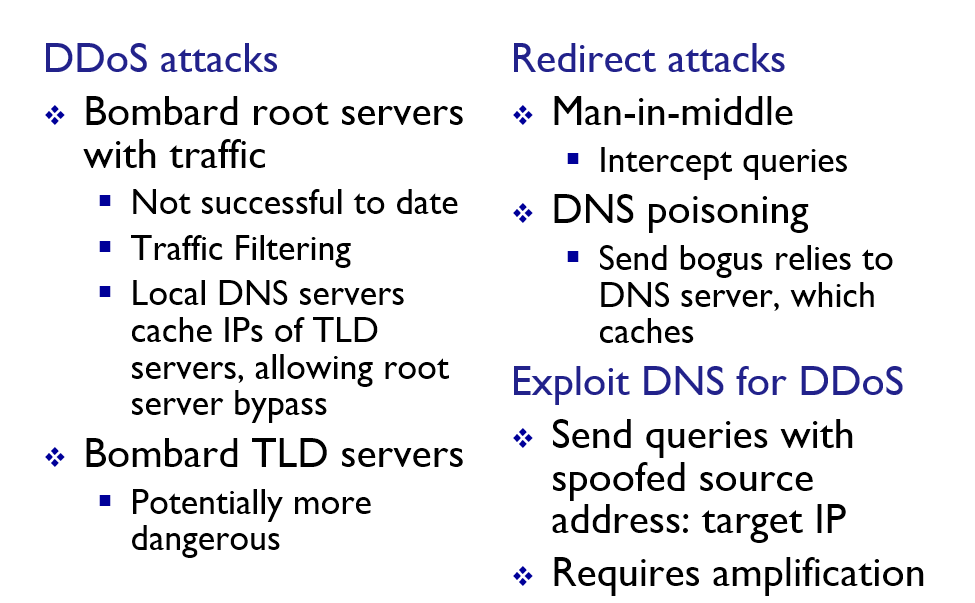 DDoS attacks
Bombard root servers
with traffic
Not successful to date
Traffic Filtering
Local DNS servers
cache IPs of TLD
servers, allowing root
server bypass
Bombard TLD servers
Potentially more
dangerous
Redirect attacks
Man-in-middle
Intercept queries
DNS poisoning
Send bogus relies to
DNS server, which
caches
Exploit DNS for DDoS
Send queries with
spoofed source
address: target IP
Requires amplification